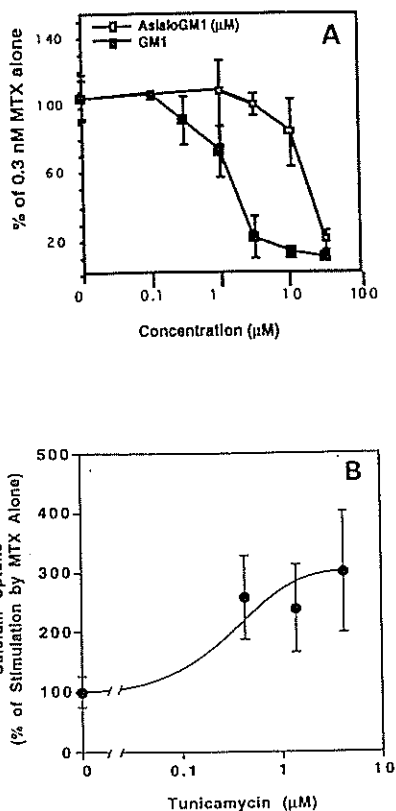 A
AsialoGM1 (µM)
GM1
% of 0.3 nM MTX alone
140
100
60
20
0 0.1 1 10 100
Concentration (µM)
B
(% of Stimulation by MTX Alone)
500
400
300
200
100
0
0 0.1 1 10
Tunicamycin (µM)